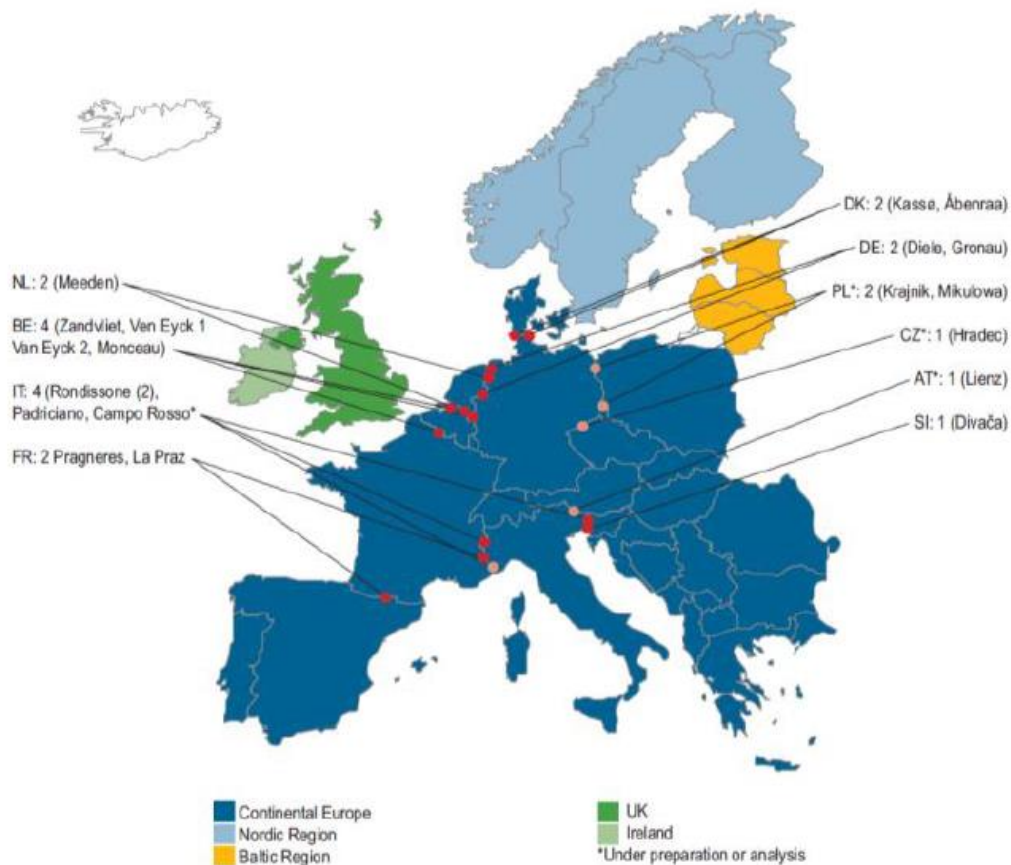 DK: 2 (Kassø, Åbenraa)
DE: 2 (Diele, Gronau)
PL*: 2 (Krajnik, Mikulowa)
CZ*: 1 (Hradec)
AT*: 1 (Lienz)
SI: 1 (Divača)
NL: 2 (Meeden)
BE: 4 (Zandvliet, Ven Eyck 1
Van Eyck 2, Monceau)
IT: 4 (Rondissone (2),
Padriciano, Campo Rosso*
FR: 2 Pragneres, La Praz
Continental Europe
Nordic Region
Baltic Region
UK
Ireland
*Under preparation or analysis